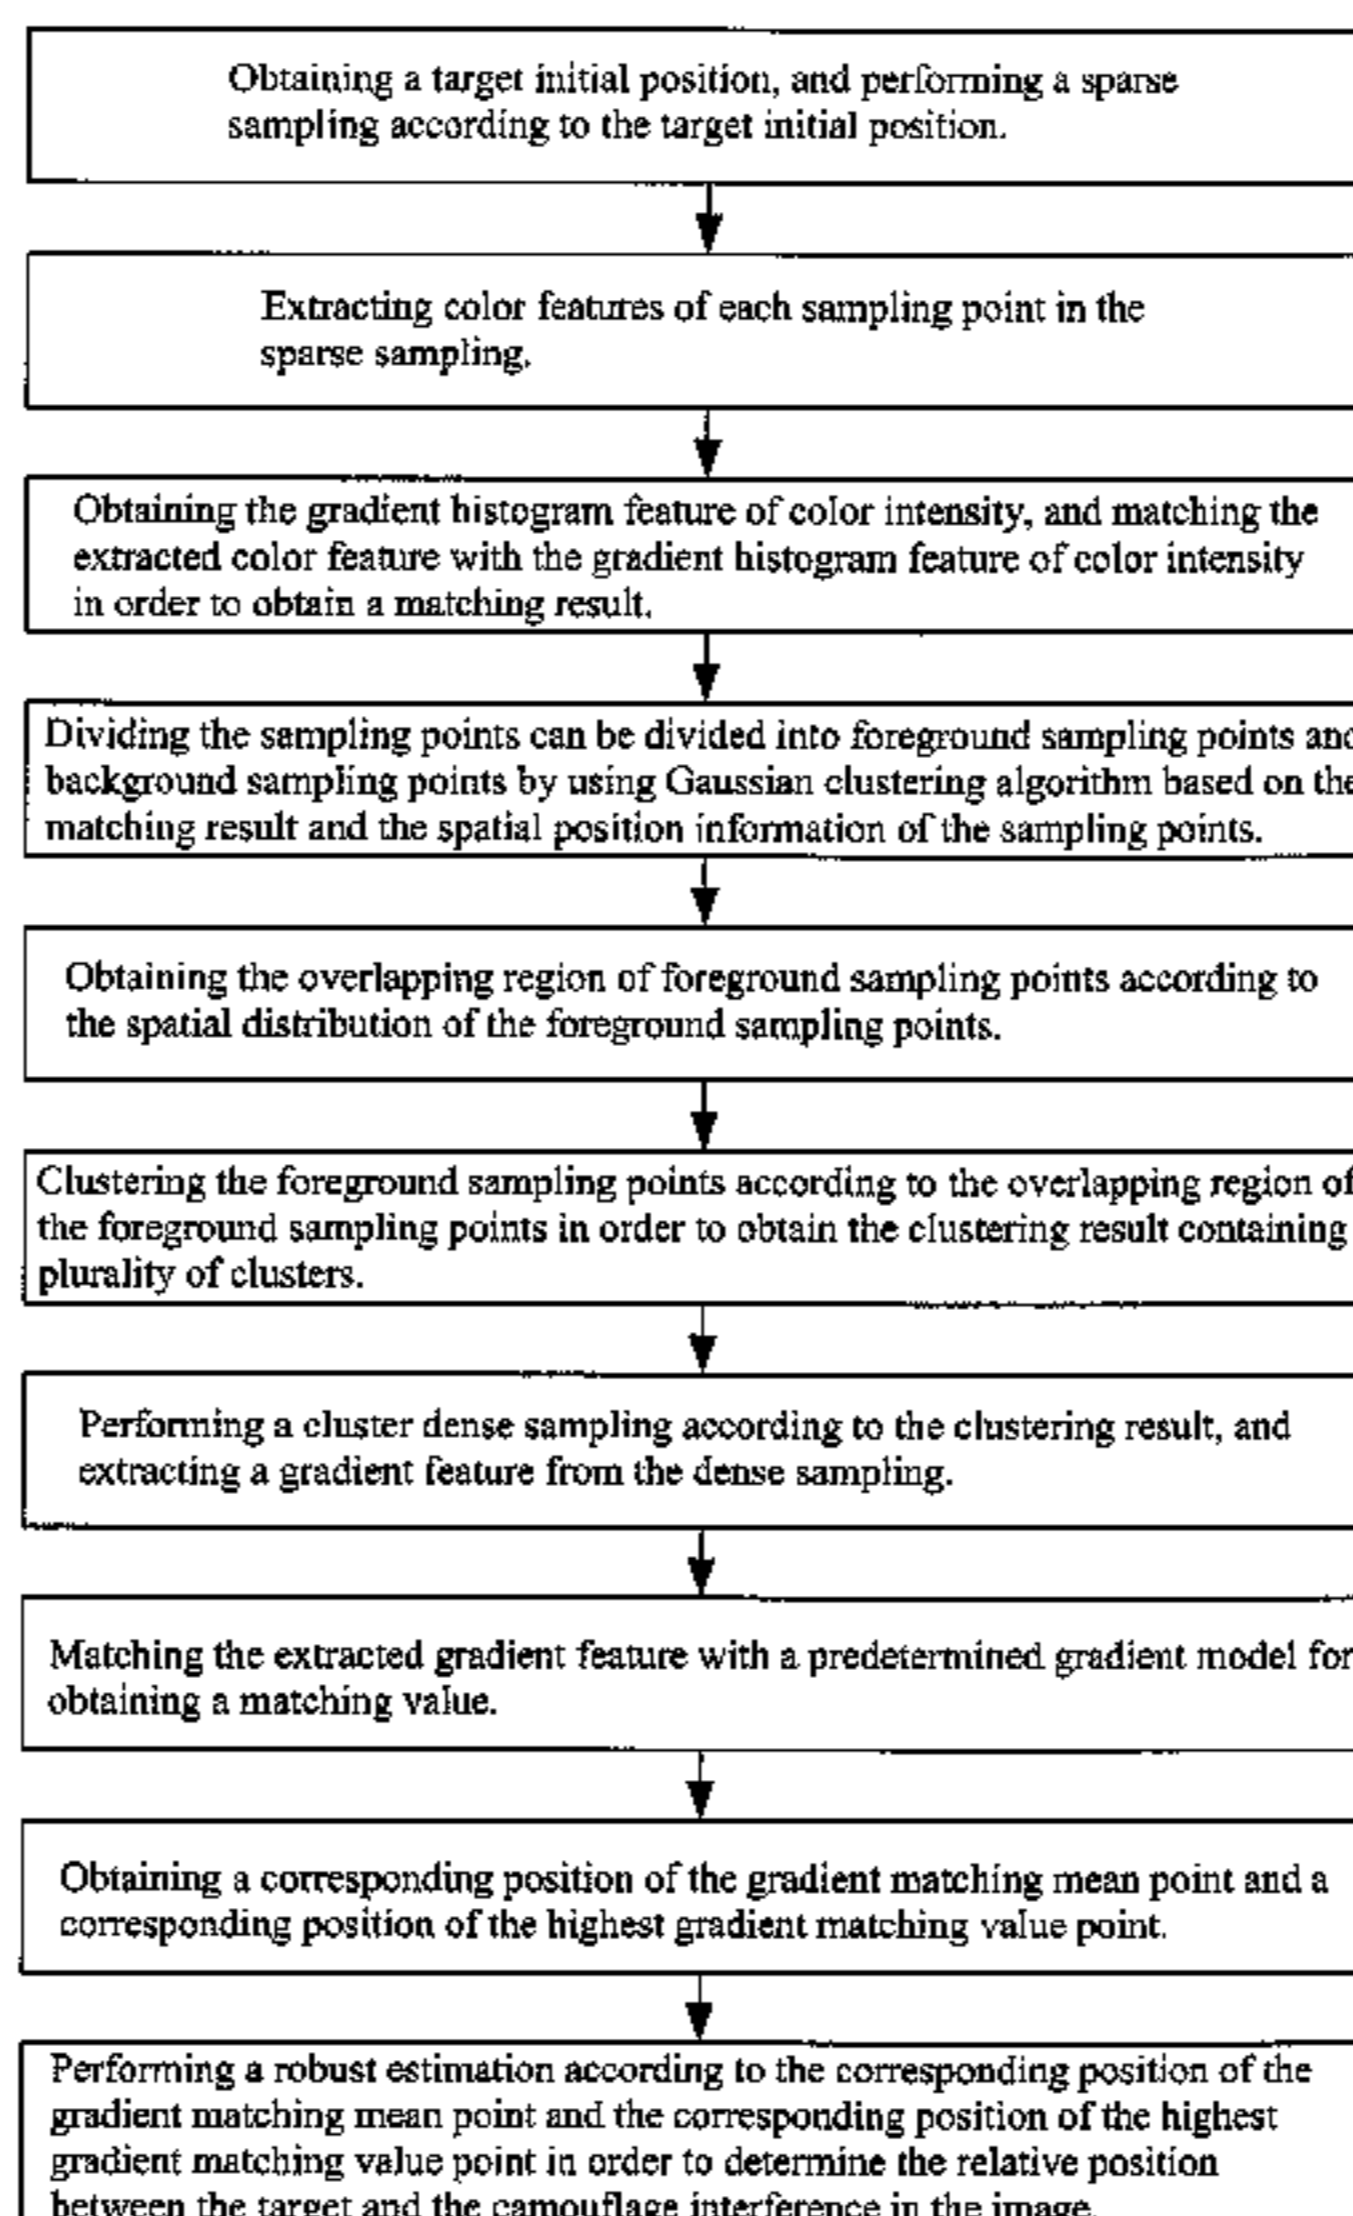 Obtaining a target initial position, and performing a sparse
sampling according to the target initial position.
Extracting color features of each sampling point in the
sparse sampling.
Obtaining the gradient histogram feature of color intensity, and matching the
extracted color feature with the gradient histogram feature of color intensity
in order to obtain a matching result.
Dividing the sampling points can be divided into foreground sampling points and
background sampling points by using Gaussian clustering algorithm based on the
matching result and the spatial position information of the sampling points.
Obtaining the overlapping region of foreground sampling points according to
the spatial distribution of the foreground sampling points.
Clustering the foreground sampling points according to the overlapping region of
the foreground sampling points in order to obtain the clustering result containing
plurality of clusters.
Performing a cluster dense sampling according to the clustering result, and
extracting a gradient feature from the dense sampling.
Matching the extracted gradient feature with a predetermined gradient model for
obtaining a matching value.
Obtaining a corresponding position of the gradient matching mean point and a
corresponding position of the highest gradient matching value point.
Performing a robust estimation according to the corresponding position of the
gradient matching mean point and the corresponding position of the highest
gradient matching value point in order to determine the relative position
between the target and the camouflage interference in the image.